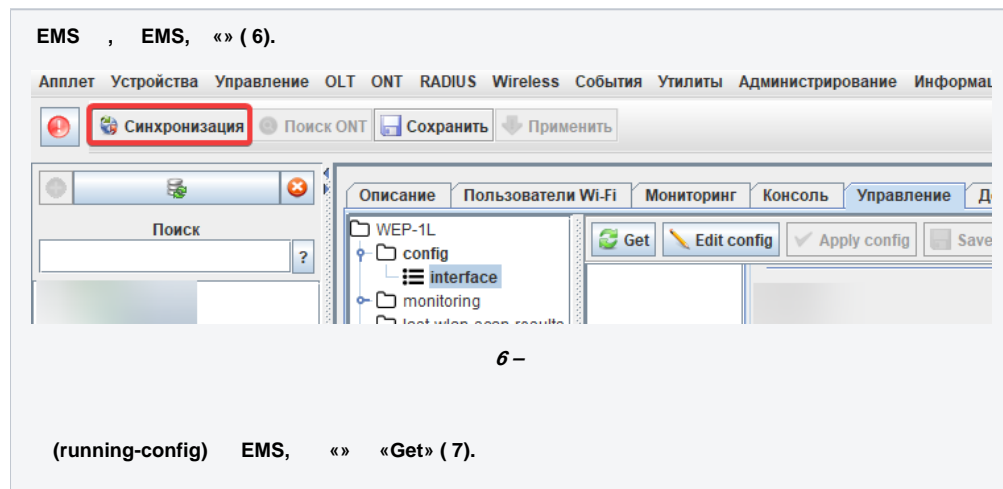 EMS , EMS, «» ( 6).
Апплет Устройства Управление OLT ONT RADIUS Wireless События Утилиты Администрирование
Синхронизация Поиск ONT Сохранить Применить
Описание Пользователи Wi-Fi Мониторинг Консоль Управление
Поиск
?
WEP-1L
config
interface
monitoring
Get Edit config Apply config Save
6 –
(running-config) EMS, «» «Get» ( 7).